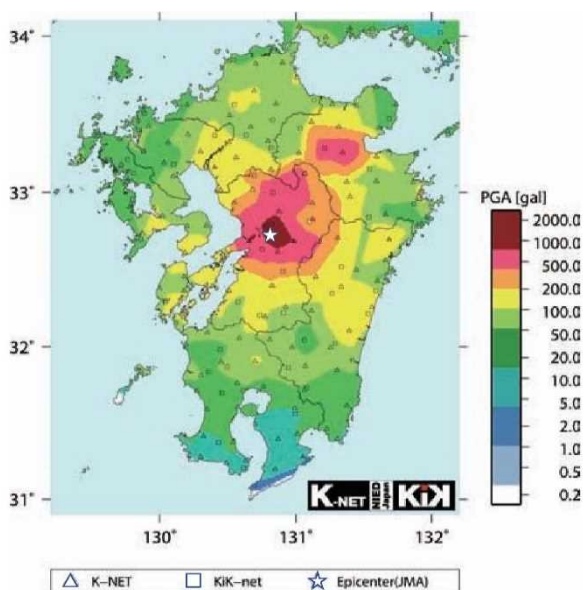 34°
33°
32°
31°
130°
131°
132°
PGA [gal]
2000.0
1000.0
500.0
200.0
100.0
50.0
20.0
10.0
5.0
2.0
1.0
0.5
0.2
K-NET
NIED
Japan
KiK
K-NET
KiK-net
Epicenter(JMA)